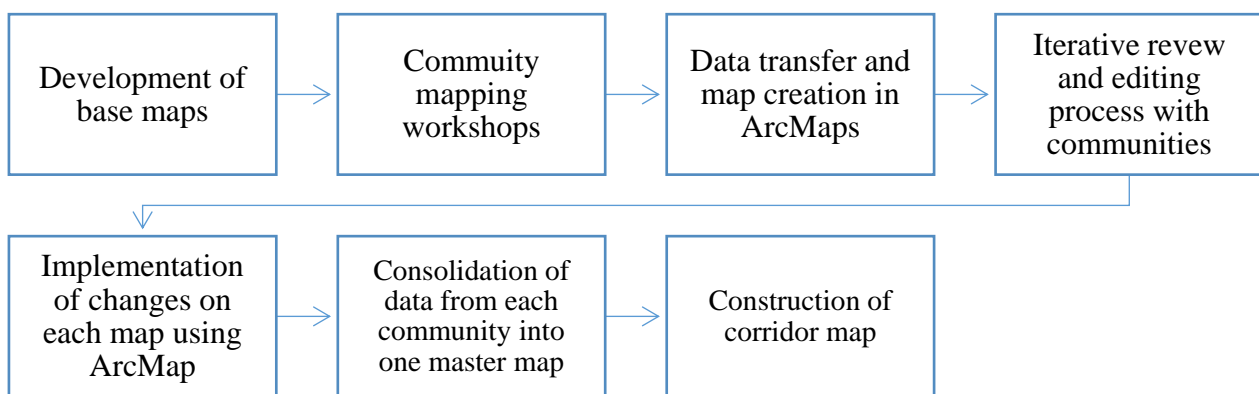 Development of
base maps
Commuity
mapping
workshops
Data transfer and
map creation in
ArcMaps
Iterative revew
and editing
process with
communities
Implementation
of changes on
each map using
ArcMap
Consolidation of
data from each
community into
one master map
Construction of
corridor map